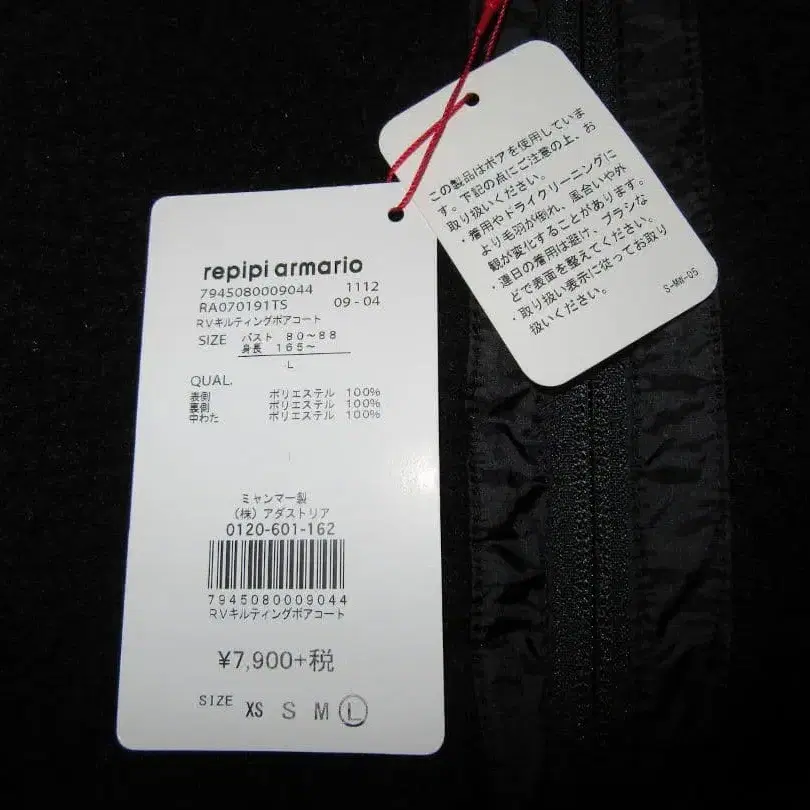 repipi armario
7945080009044 1112
RA070191TS 09-04
RVキルティングボアコート
SIZE バスト 80~88
身長 165~
L
QUAL.
表側 ポリエステル 100%
裏側 ポリエステル 100%
中わた ポリエステル 100%
ミャンマー製
(株) アダストリア
0120-601-162
7945080009044
RVキルティングボアコート
¥7,900+税
SIZE XS S M L
この製品はボアを使用していま
す。下記の点にご注意の上、お
取り扱いください。
・着用やドライクリーニングに
より毛羽が倒れ、風合いや外
観が変化することがあります。
・連日の着用は避け、ブラシな
どで表面を整えてください。
・取り扱い表示に従ってお取り
扱いください。
S-MW-05